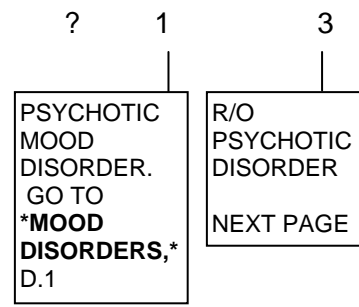 ? 1 3
PSYCHOTIC
MOOD
DISORDER.
GO TO
*MOOD
DISORDERS,*
D.1
R/O
PSYCHOTIC
DISORDER
NEXT PAGE